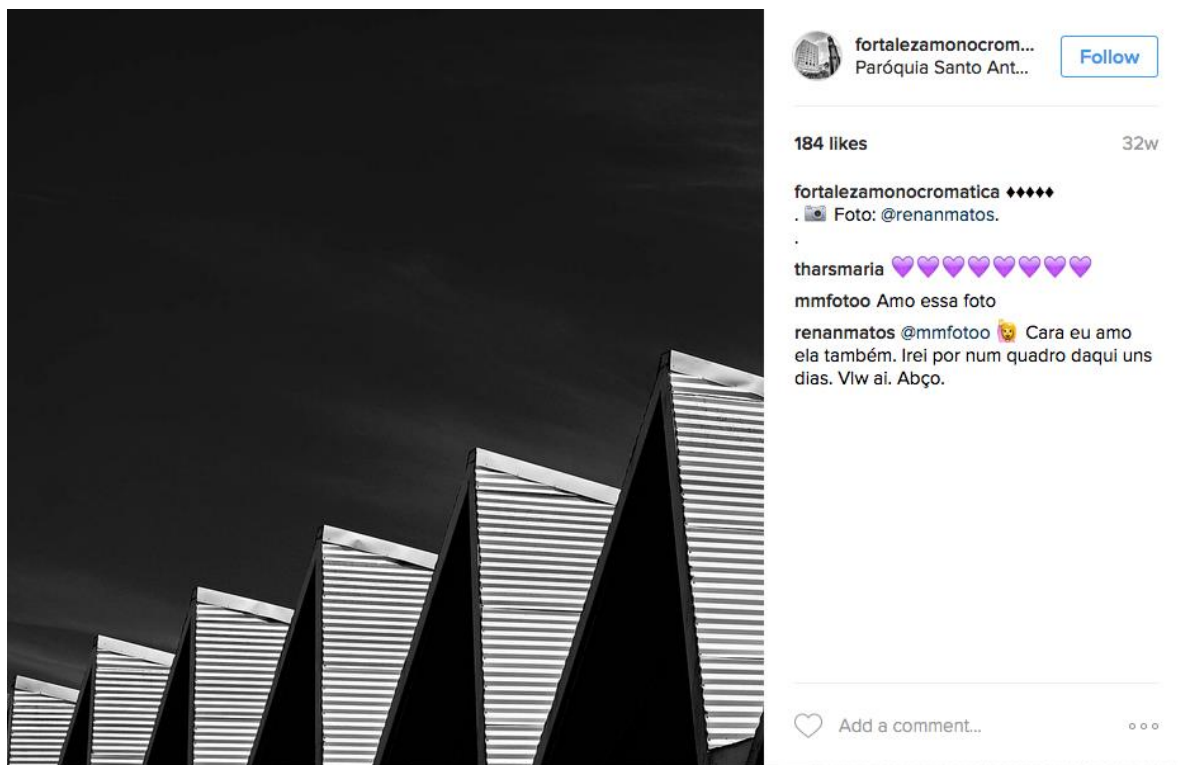 fortalezamonocrom...
Paróquia Santo Ant...
Follow
184 likes
32w
fortalezamonocromatica ♦♦♦♦♦
. 📷 Foto: @renanmatos.
.
tharsmaria 💜💜💜💜💜💜💜💜
mmfotoo Amo essa foto
renanmatos @mmfotoo 🙋 Cara eu amo
ela também. Irei por num quadro daqui uns
dias. Vlw ai. Abço.
Add a comment...